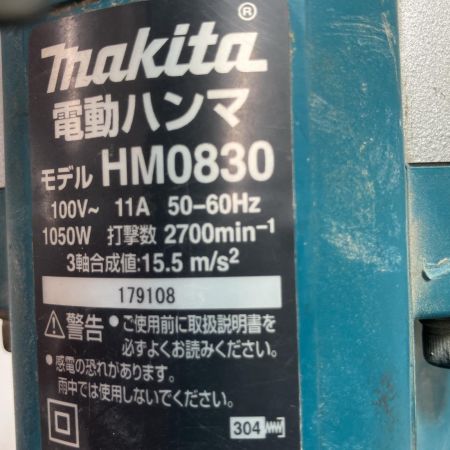 makita®
電動ハンマ
モデル HM0830
100V~ 11A 50-60Hz
1050W 打撃数 2700min⁻¹
3軸合成値:15.5 m/s²
179108
⚠警告 • ご使用前に取扱説明書を
必ずよくお読みください。
• 感電の恐れがあります。
雨中では使用しないでください。
304